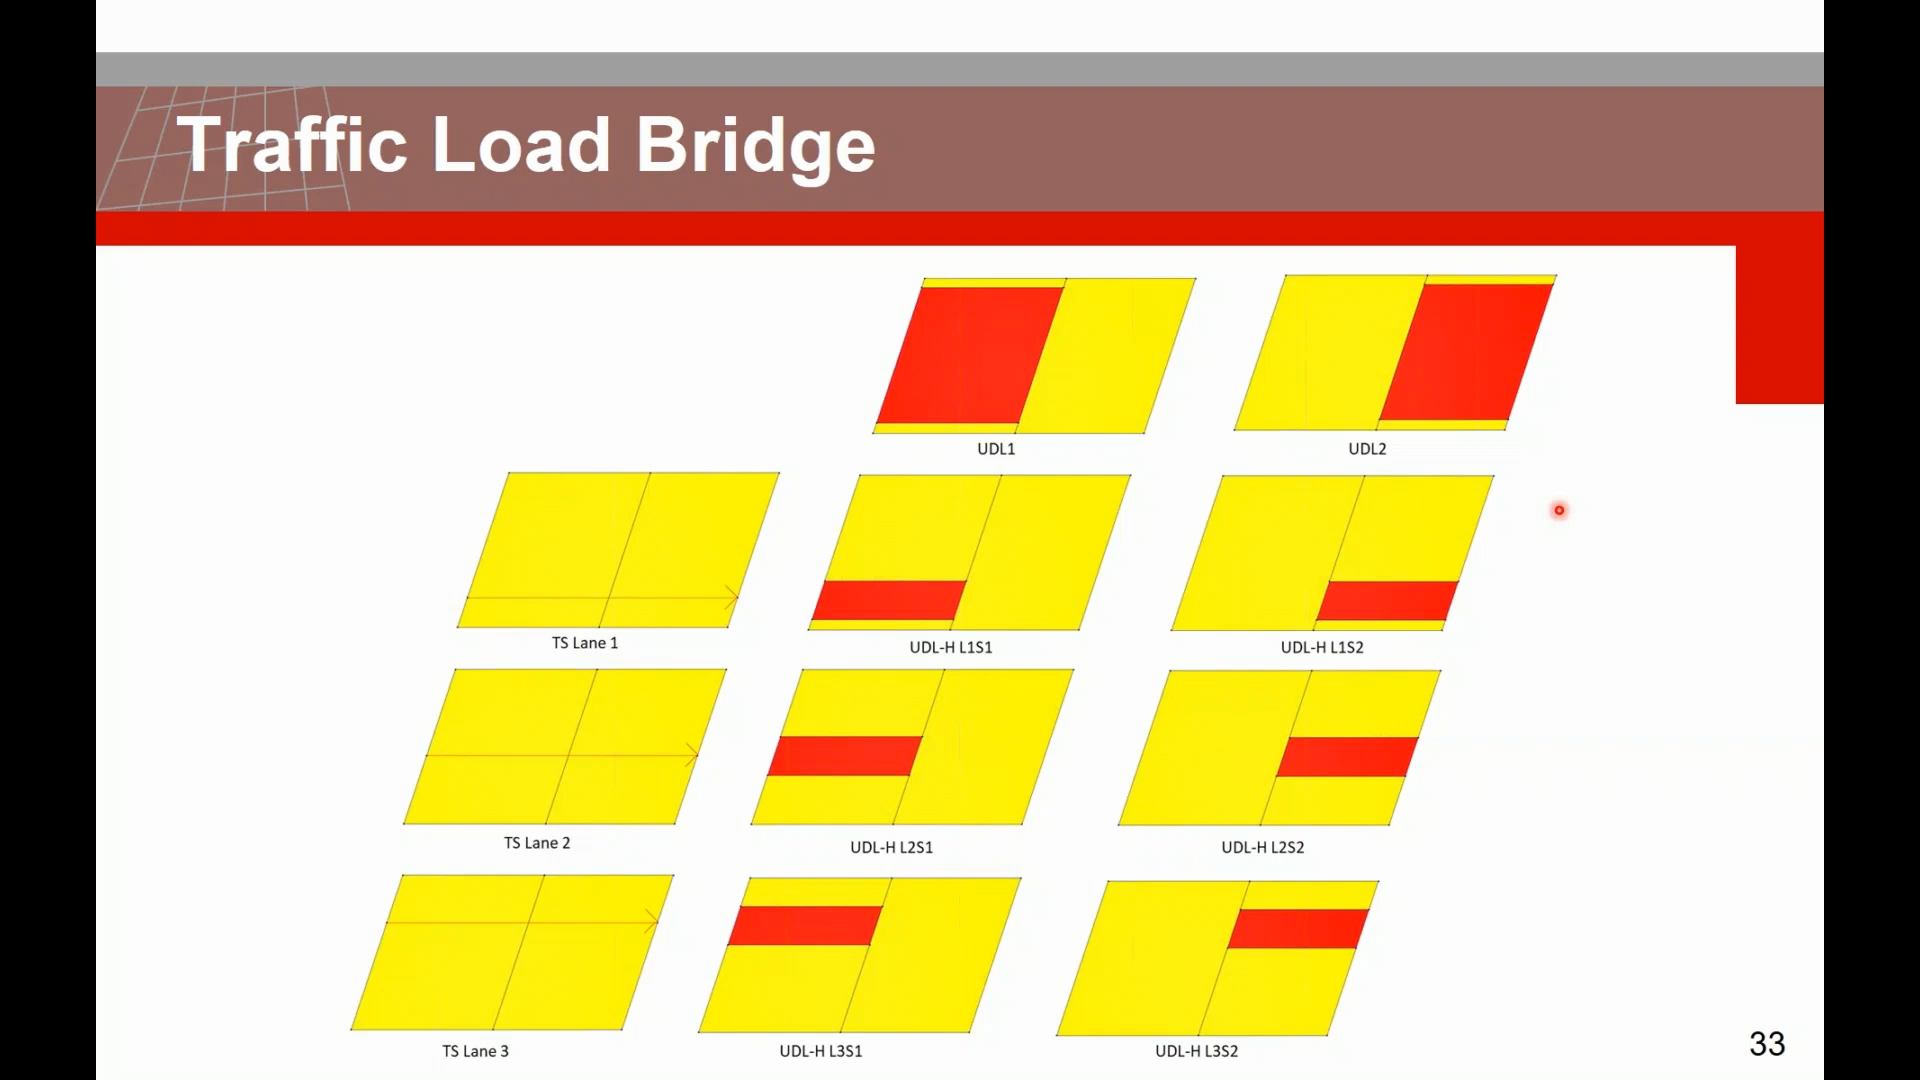 Traffic Load Bridge
UDL1
UDL2
TS Lane 1
UDL-H L1S1
UDL-H L1S2
TS Lane 2
UDL-H L2S1
UDL-H L2S2
TS Lane 3
UDL-H L3S1
UDL-H L3S2
33